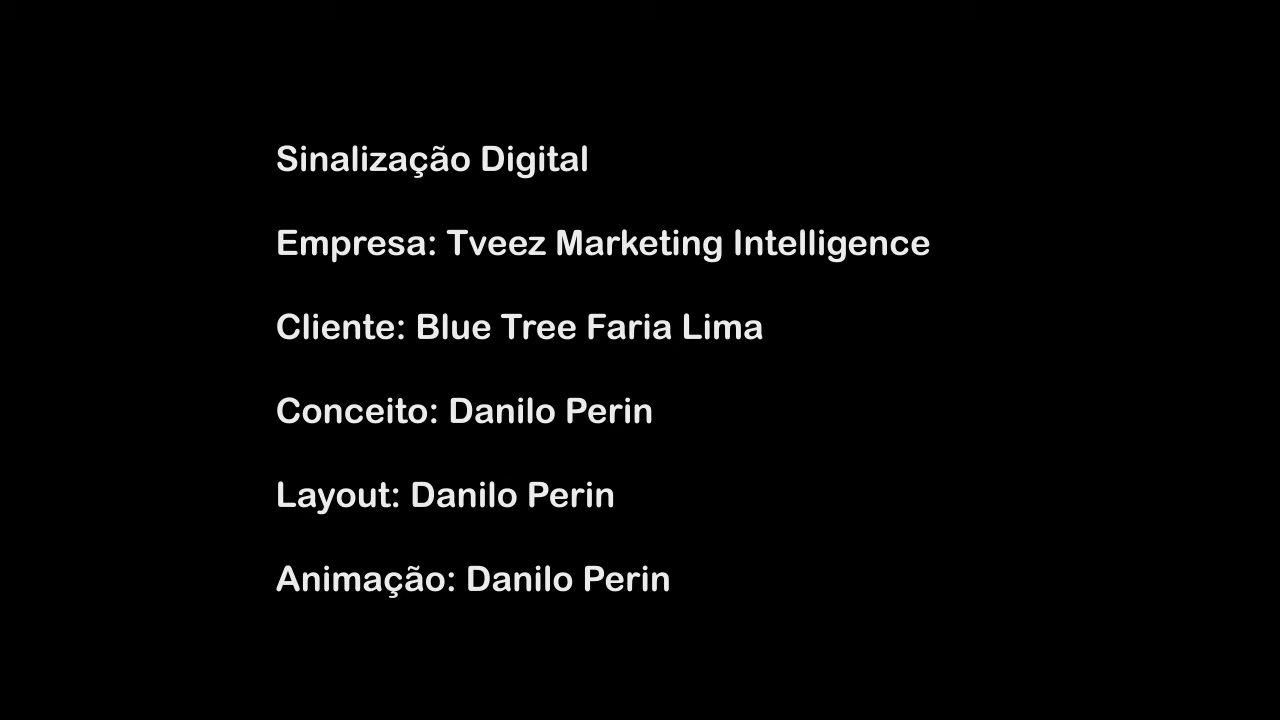 Sinalização Digital
Empresa: Tveez Marketing Intelligence
Cliente: Blue Tree Faria Lima
Conceito: Danilo Perin
Layout: Danilo Perin
Animação: Danilo Perin